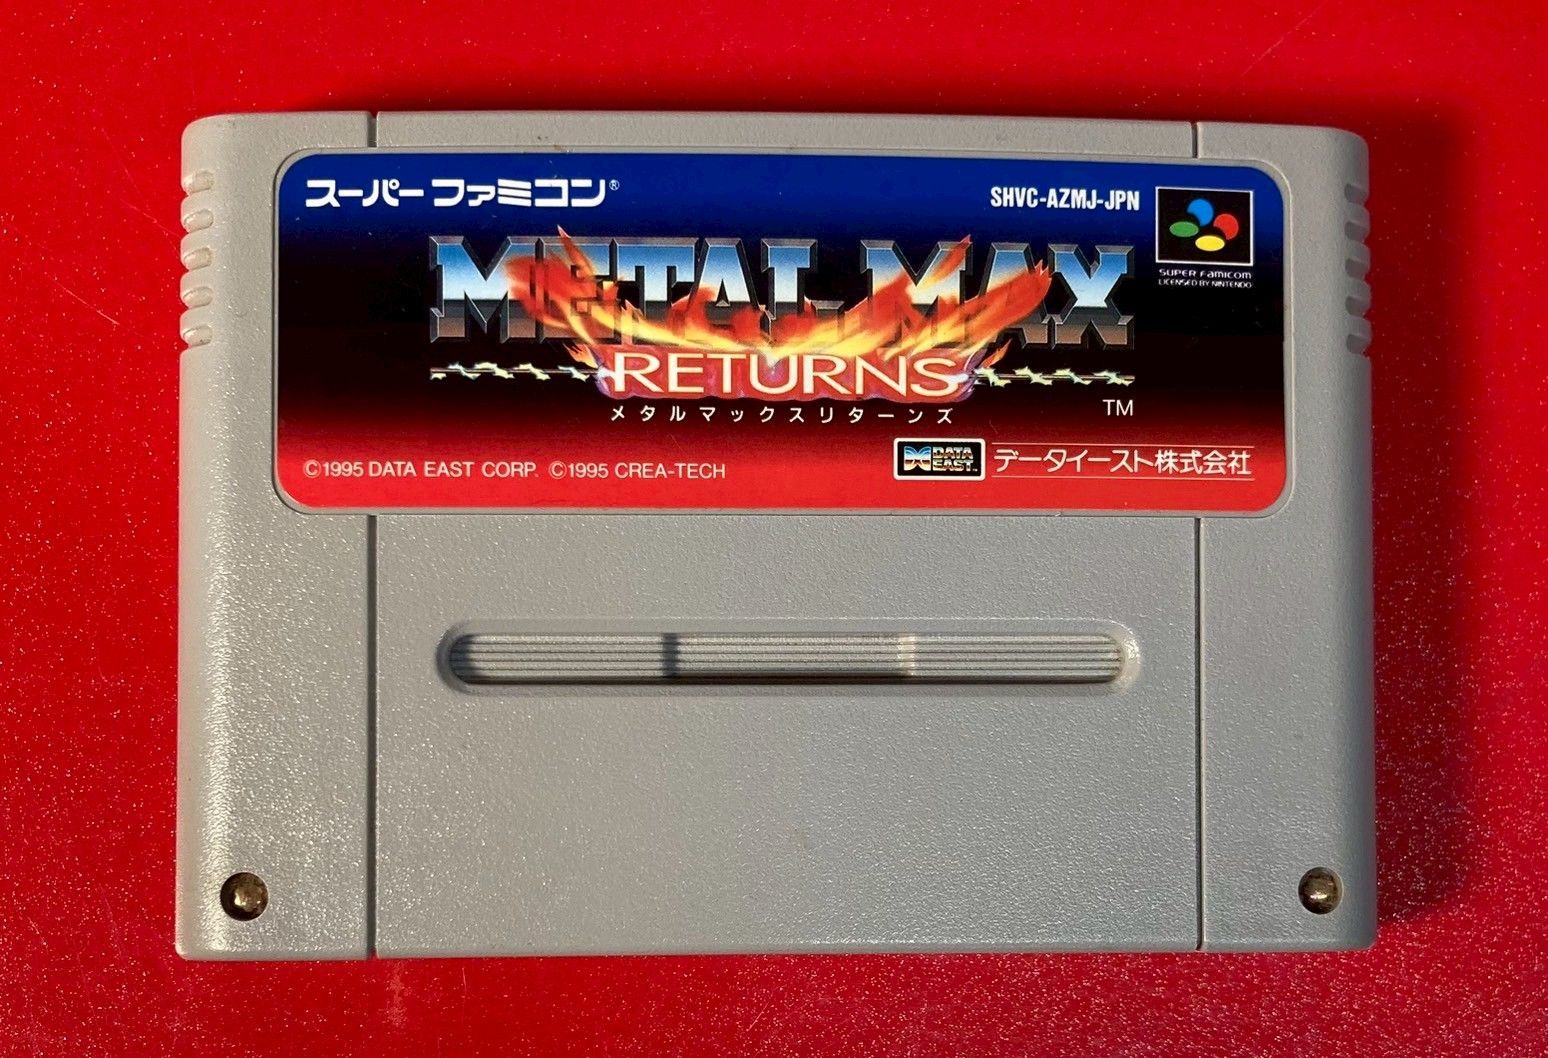 スーパーファミコン®
SHVC-AZMJ-JPN
SUPER FAMICOM
LICENSED BY NINTENDO
METAL MAX
RETURNS
メタルマックスリターンズ
TM
©1995 DATA EAST CORP. ©1995 CREA-TECH
DATA EAST™
データイースト株式会社